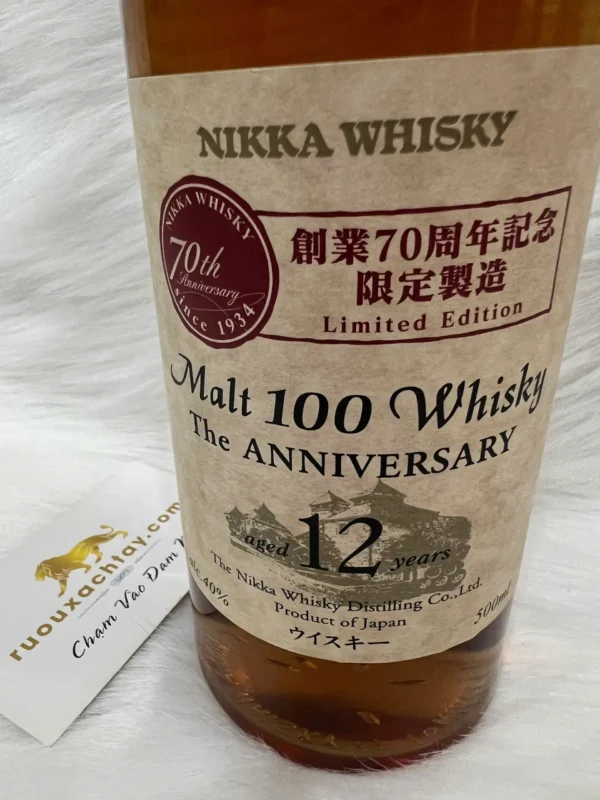 NIKKA WHISKY
NIKKA WHISKY
70th
Anniversary
since 1934
創業70周年記念
限定製造
Limited Edition
Malt 100 Whisky
The ANNIVERSARY
aged 12 years
40%
The Nikka Whisky Distilling Co.,Ltd.
Product of Japan
500ml
ウイスキー
ruouxachtay.com
Chạm Vào Đam